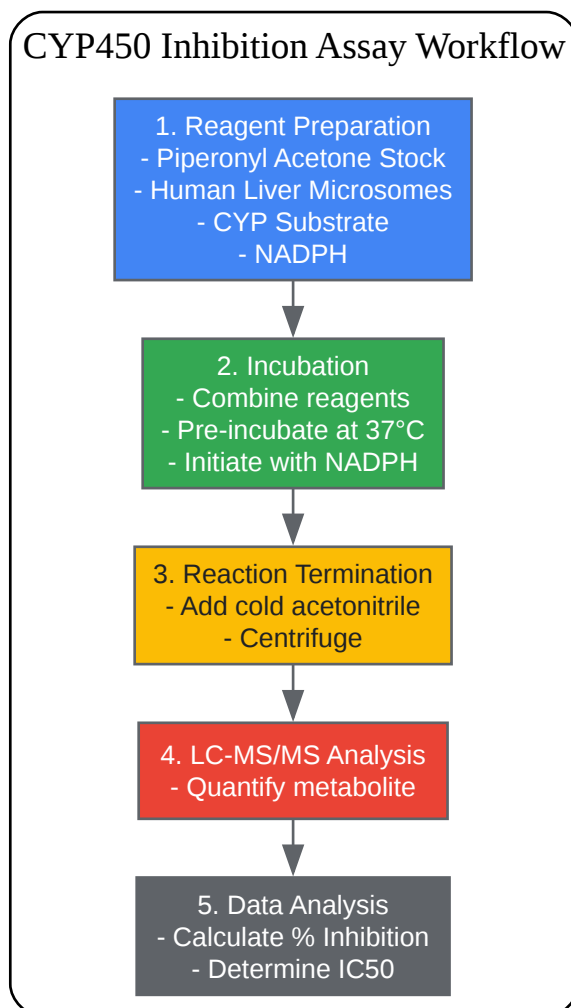 CYP450 Inhibition Assay Workflow
1. Reagent Preparation
- Piperonyl Acetone Stock
- Human Liver Microsomes
- CYP Substrate
- NADPH
2. Incubation
- Combine reagents
- Pre-incubate at 37°C
- Initiate with NADPH
3. Reaction Termination
- Add cold acetonitrile
- Centrifuge
4. LC-MS/MS Analysis
- Quantify metabolite
5. Data Analysis
- Calculate % Inhibition
- Determine IC50